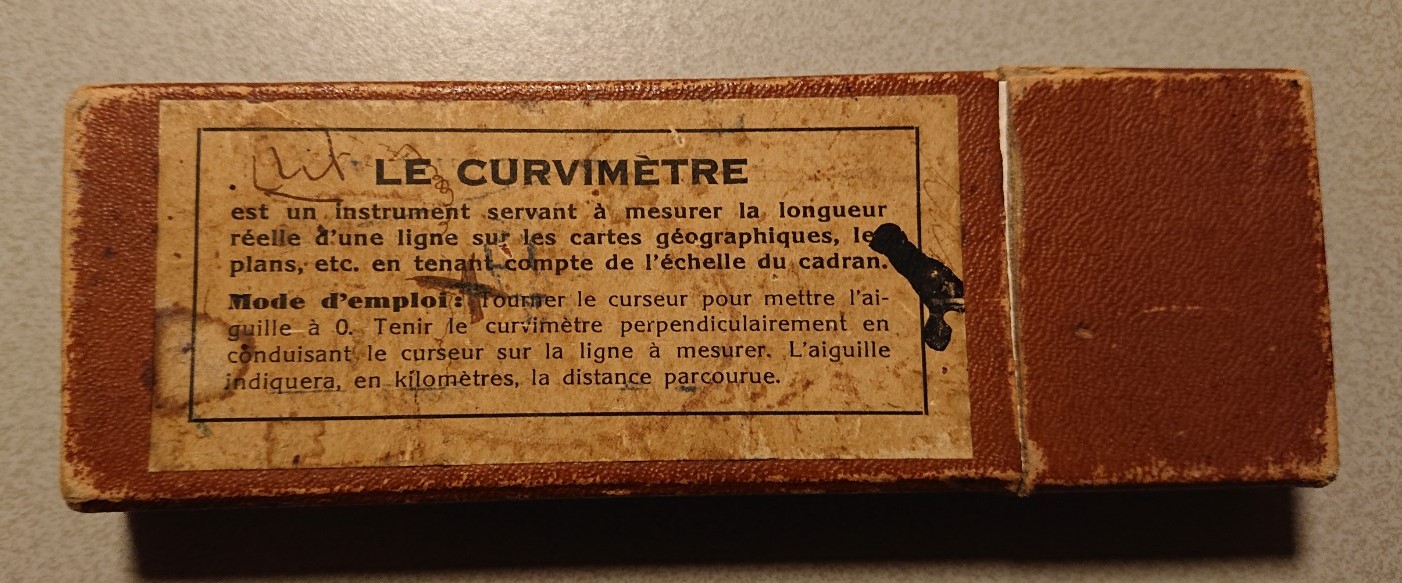 LE CURVIMÈTRE
est un instrument servant à mesurer la longueur
réelle d'une ligne sur les cartes géographiques,
plans, etc. en tenant compte de l'échelle du cadran.
Mode d'emploi: Tourner le curseur pour mettre l'ai-
guille à 0. Tenir le curvimètre perpendiculairement en
conduisant le curseur sur la ligne à mesurer. L'aiguille
indiquera, en kilomètres, la distance parcourue.